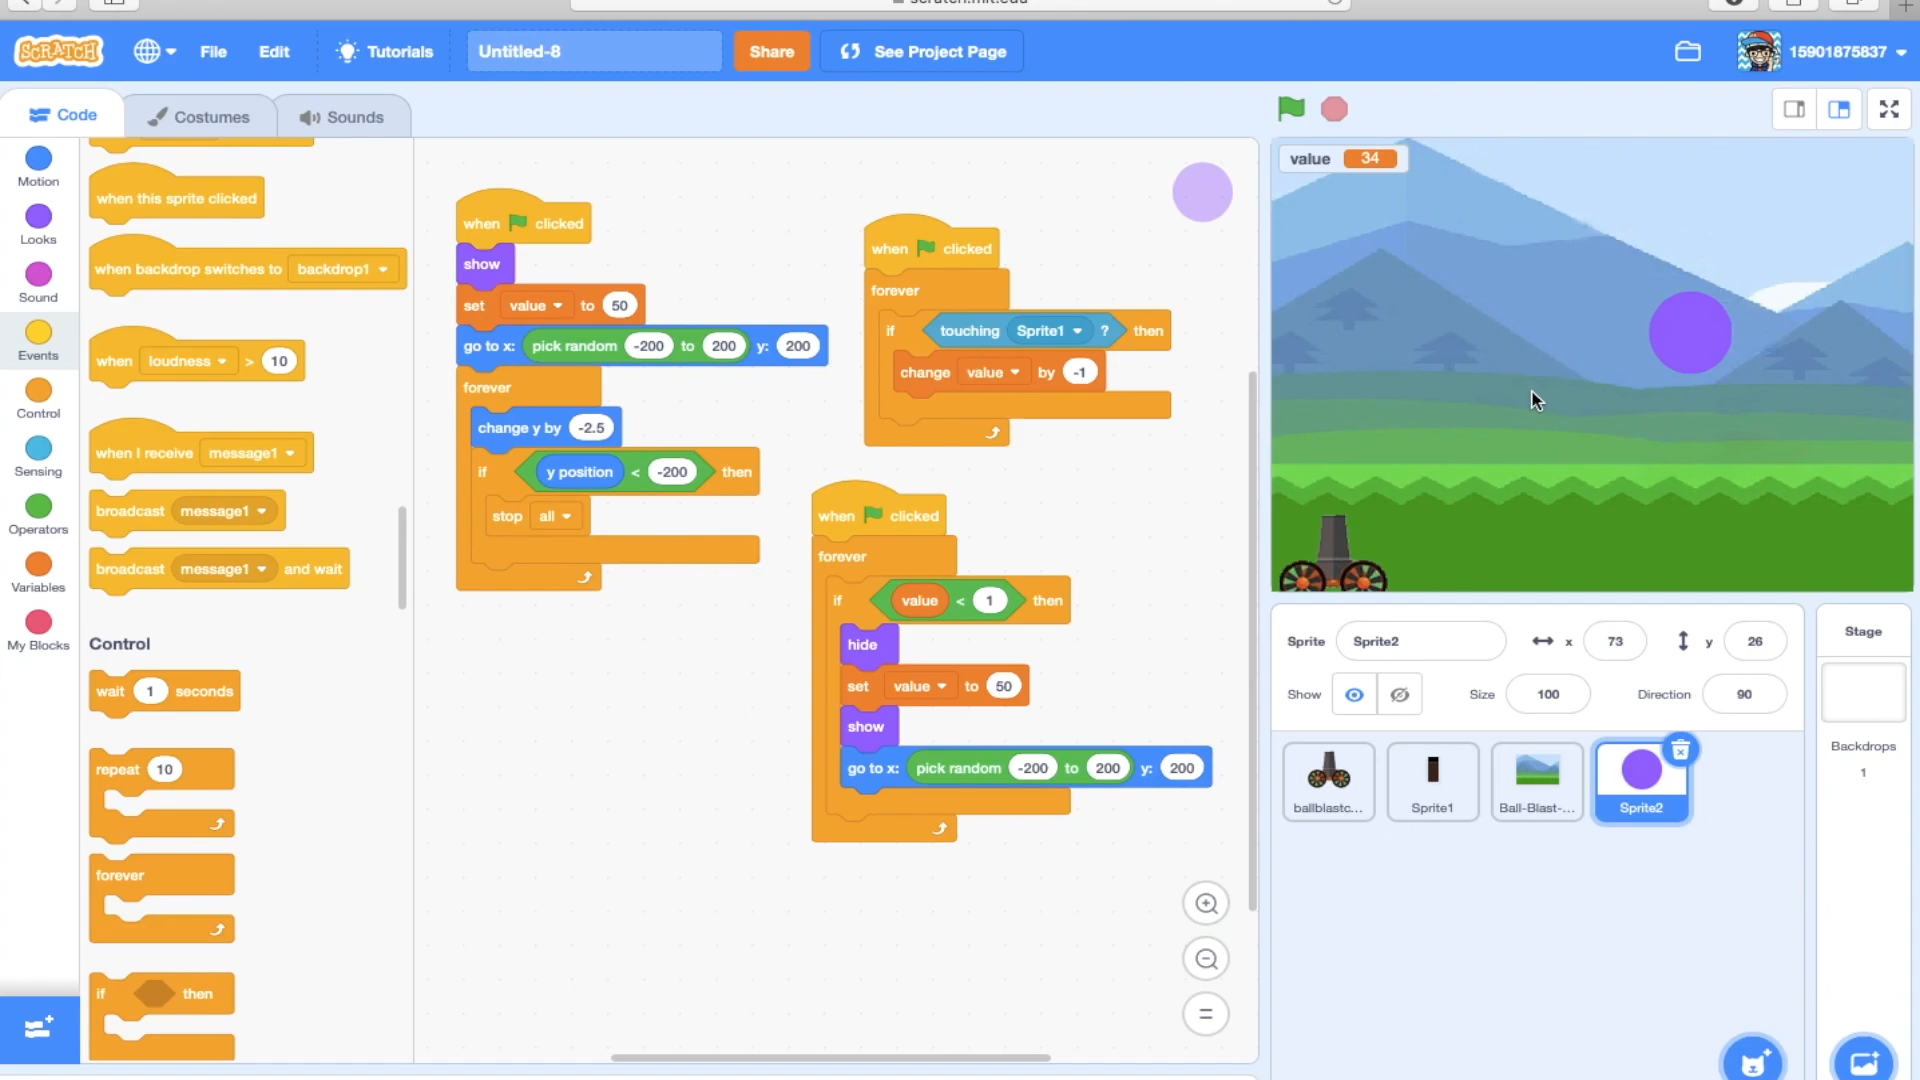 scratch.mit.edu
SCRATCH
File
Edit
Tutorials
Untitled-8
Share
See Project Page
15901875837
Code
Costumes
Sounds
Motion
Looks
Sound
Events
Control
Sensing
Operators
Variables
My Blocks
when this sprite clicked
when backdrop switches to backdrop1
when loudness > 10
when I receive message1
broadcast message1
broadcast message1 and wait
Control
wait 1 seconds
repeat 10
forever
if then
when clicked
show
set value to 50
go to x: pick random -200 to 200 y: 200
forever
change y by -2.5
if y position < -200 then
stop all
when clicked
forever
if touching Sprite1 ? then
change value by -1
when clicked
forever
if value < 1 then
hide
set value to 50
show
go to x: pick random -200 to 200 y: 200
value 34
Sprite Sprite2 x 73 y 26
Show Size 100 Direction 90
ballblastc...
Sprite1
Ball-Blast-...
Sprite2
Stage
Backdrops
1